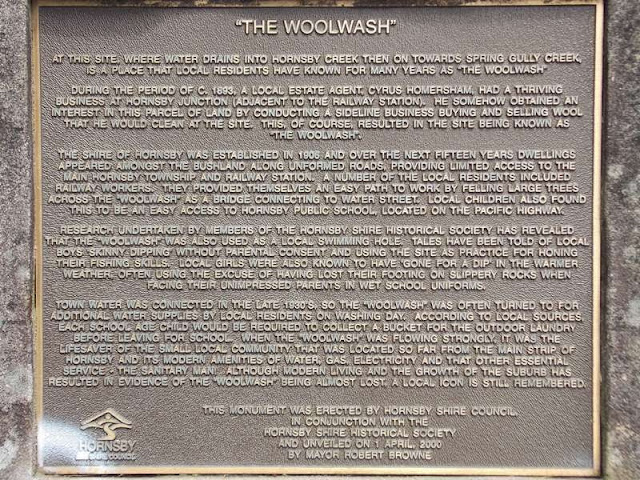 "THE WOOLWASH"
AT THIS SITE, WHERE WATER DRAINS INTO HORNSBY CREEK THEN ON TOWARDS SPRING GULLY CREEK,
IS A PLACE THAT LOCAL RESIDENTS HAVE KNOWN FOR MANY YEARS AS "THE WOOLWASH"
DURING THE PERIOD OF C. 1893, A LOCAL ESTATE AGENT, CYRUS HOMERSHAM, HAD A THRIVING
BUSINESS AT HORNSBY JUNCTION (ADJACENT TO THE RAILWAY STATION). HE SOMEHOW OBTAINED AN
INTEREST IN THIS PARCEL OF LAND BY CONDUCTING A SIDELINE BUSINESS BUYING AND SELLING WOOL
THAT HE WOULD CLEAN AT THE SITE. THIS, OF COURSE, RESULTED IN THE SITE BEING KNOWN AS
"THE WOOLWASH".
THE SHIRE OF HORNSBY WAS ESTABLISHED IN 1906 AND OVER THE NEXT FIFTEEN YEARS DWELLINGS
APPEARED AMONGST THE BUSHLAND ALONG UNFORMED ROADS, PROVIDING LIMITED ACCESS TO THE
MAIN HORNSBY TOWNSHIP AND RAILWAY STATION. A NUMBER OF THE LOCAL RESIDENTS INCLUDED
RAILWAY WORKERS. THEY PROVIDED THEMSELVES AN EASY PATH TO WORK BY FELLING LARGE TREES
ACROSS THE "WOOLWASH" AS A BRIDGE CONNECTING TO WATER STREET. LOCAL CHILDREN ALSO FOUND
THIS TO BE AN EASY ACCESS TO HORNSBY PUBLIC SCHOOL, LOCATED ON THE PACIFIC HIGHWAY.
RESEARCH UNDERTAKEN BY MEMBERS OF THE HORNSBY SHIRE HISTORICAL SOCIETY HAS REVEALED
THAT THE "WOOLWASH" WAS ALSO USED AS A LOCAL SWIMMING HOLE. TALES HAVE BEEN TOLD OF LOCAL
BOYS 'SKINNY-DIPPING' WITHOUT PARENTAL CONSENT AND USING THE SITE AS PRACTICE FOR HONING
THEIR FISHING SKILLS. LOCAL GIRLS WERE ALSO KNOWN TO HAVE GONE FOR A DIP IN THE WARMER
WEATHER, OFTEN USING THE EXCUSE OF HAVING LOST THEIR FOOTING ON SLIPPERY ROCKS WHEN
FACING THEIR UNIMPRESSED PARENTS IN WET SCHOOL UNIFORMS.
TOWN WATER WAS CONNECTED IN THE LATE 1930'S, SO THE "WOOLWASH" WAS OFTEN TURNED TO FOR
ADDITIONAL WATER SUPPLIES BY LOCAL RESIDENTS ON WASHING DAY. ACCORDING TO LOCAL SOURCES,
EACH SCHOOL AGE CHILD WOULD BE REQUIRED TO COLLECT A BUCKET FOR THE OUTDOOR LAUNDRY
BEFORE LEAVING FOR SCHOOL. WHEN THE "WOOLWASH" WAS FLOWING STRONGLY, IT WAS THE
LIFESAVER OF THE SMALL LOCAL COMMUNITY THAT WAS LOCATED SO FAR FROM THE MAIN STRIP OF
HORNSBY AND ITS MODERN AMENITIES OF WATER, GAS, ELECTRICITY, AND THAT OTHER ESSENTIAL
SERVICE - THE SANITARY MAN! ALTHOUGH MODERN LIVING AND THE GROWTH OF THE SUBURB HAS
RESULTED IN EVIDENCE OF THE "WOOLWASH" BEING ALMOST LOST, A LOCAL ICON IS STILL REMEMBERED.
THIS MONUMENT WAS ERECTED BY HORNSBY SHIRE COUNCIL,
IN CONJUNCTION WITH THE
HORNSBY SHIRE HISTORICAL SOCIETY
AND UNVEILED ON 1 APRIL, 2000
BY MAYOR ROBERT BROWNE
HORNSBY
COUNCIL